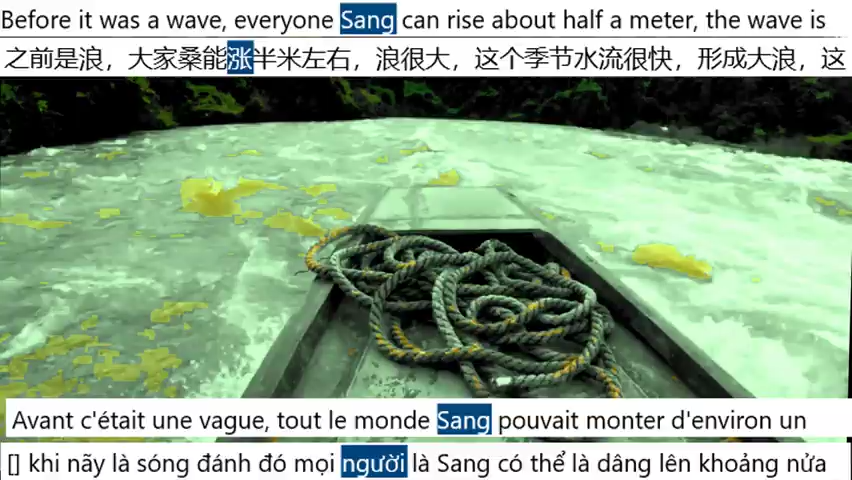 Before it was a wave, everyone Sang can rise about half a meter, the wave is
之前是浪，大家桑能涨半米左右，浪很大，这个季节水流很快，形成大浪，这
Avant c'était une vague, tout le monde Sang pouvait monter d'environ un
[] khi nãy là sóng đánh đó mọi người là Sang có thể là dâng lên khoảng nửa